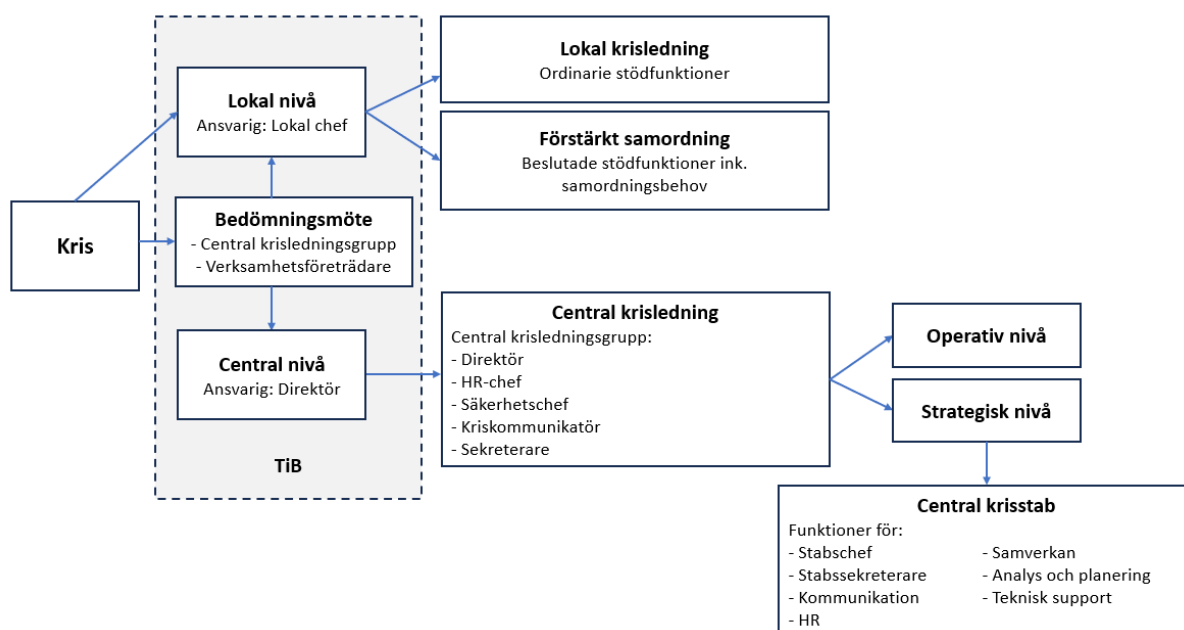 Kris
Lokal nivå
Ansvarig: Lokal chef
Bedömningsmöte
- Central krisledningsgrupp
- Verksamhetsföreträdare
Central nivå
Ansvarig: Direktör
TiB
Lokal krisledning
Ordinarie stödfunktioner
Förstärkt samordning
Beslutade stödfunktioner ink.
samordningsbehov
Central krisledning
Central krisledningsgrupp:
- Direktör
- HR-chef
- Säkerhetschef
- Kriskommunikatör
- Sekreterare
Operativ nivå
Strategisk nivå
Central krisstab
Funktioner för:
- Stabschef
- Stabssekreterare
- Kommunikation
- HR
- Samverkan
- Analys och planering
- Teknisk support